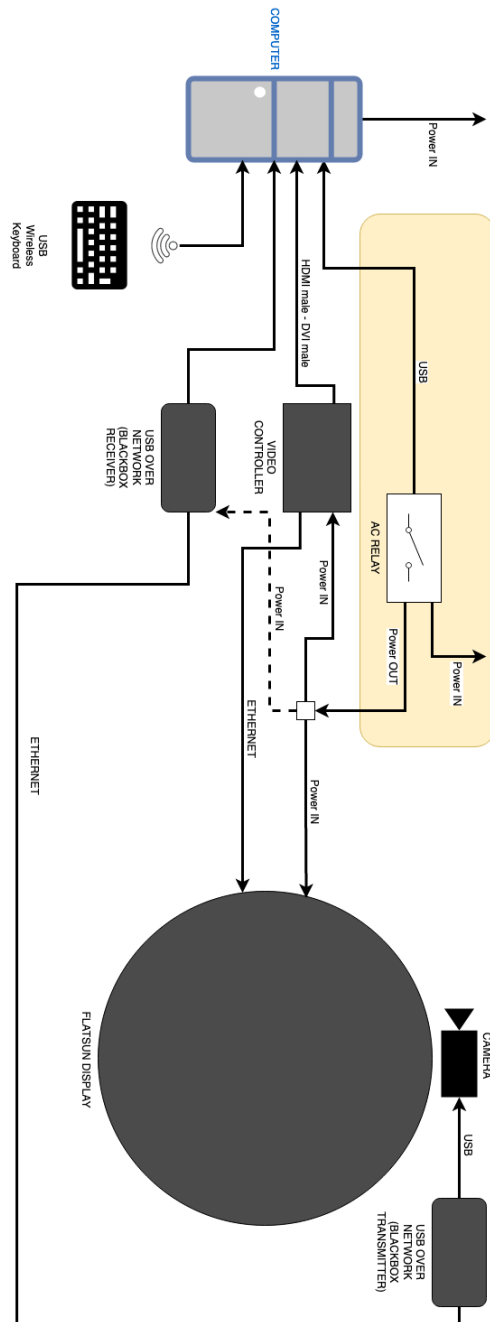 CAMERA
USB
USB OVER
NETWORK
(BLACKBOX
TRANSMITTER)
Power IN
USB
AC RELAY
Power IN
Power OUT
COMPUTER
HDMI male - DVI male
VIDEO
CONTROLLER
Power IN
Power IN
Power IN
ETHERNET
USB OVER
NETWORK
(BLACKBOX
RECEIVER)
FLATSUN DISPLAY
USB
Wireless
Keyboard
ETHERNET